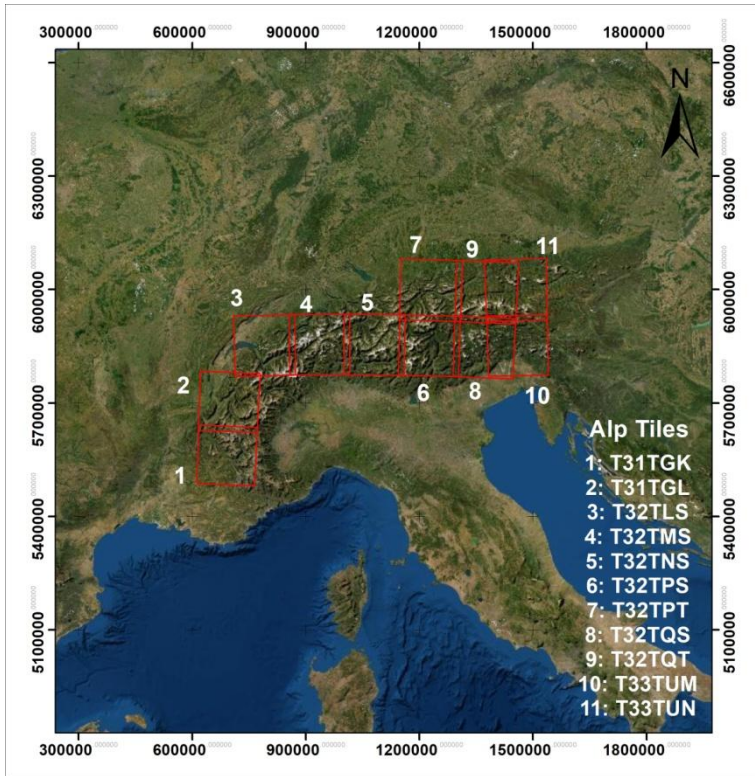 300000 600000 900000 1200000 1500000 1800000
N
6600000
6300000
6000000
5700000
5400000
5100000
6600000
6300000
6000000
5700000
5400000
5100000
7 9 11
3 4 5
2
6 8 10
1
Alp Tiles
1: T31TGK
2: T31TGL
3: T32TLS
4: T32TMS
5: T32TNS
6: T32TPS
7: T32TPT
8: T32TQS
9: T32TQT
10: T33TUM
11: T33TUN
300000 600000 900000 1200000 1500000 1800000